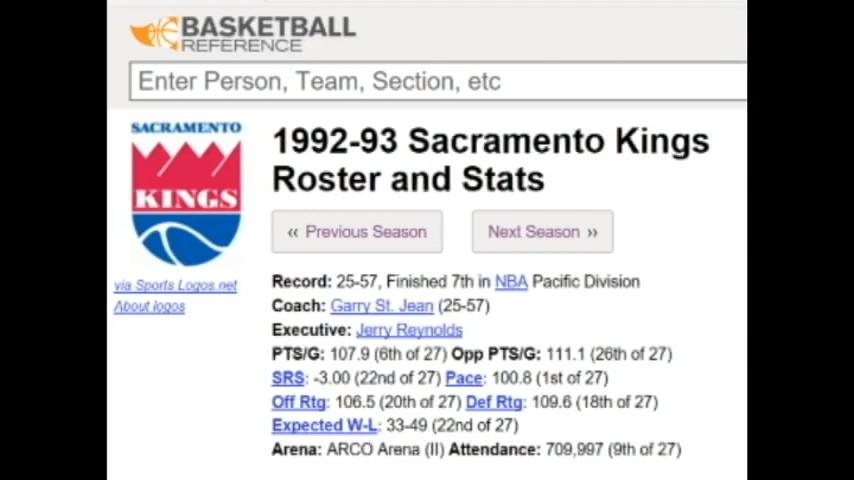 BASKETBALL
REFERENCE
Enter Person, Team, Section, etc
SACRAMENTO
KINGS
via Sports Logos.net
About logos
1992-93 Sacramento Kings
Roster and Stats
‹‹ Previous Season
Next Season ››
Record: 25-57, Finished 7th in NBA Pacific Division
Coach: Garry St. Jean (25-57)
Executive: Jerry Reynolds
PTS/G: 107.9 (6th of 27) Opp PTS/G: 111.1 (26th of 27)
SRS: -3.00 (22nd of 27) Pace: 100.8 (1st of 27)
Off Rtg: 106.5 (20th of 27) Def Rtg: 109.6 (18th of 27)
Expected W-L: 33-49 (22nd of 27)
Arena: ARCO Arena (II) Attendance: 709,997 (9th of 27)